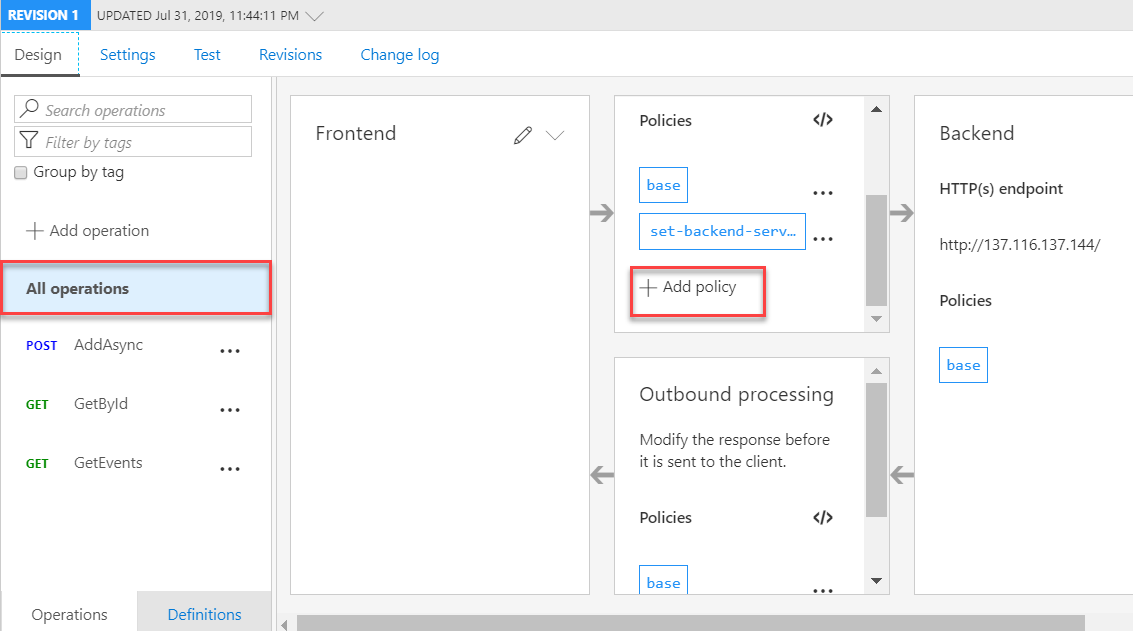 REVISION 1 UPDATED Jul 31, 2019, 11:44:11 PM
Design Settings Test Revisions Change log
Search operations
Filter by tags
Group by tag
Add operation
All operations
POST AddAsync
GET GetById
GET GetEvents
Operations Definitions
Frontend
Policies
base
set-backend-serv…
Add policy
Outbound processing
Modify the response before
it is sent to the client.
Policies
base
Backend
HTTP(s) endpoint
http://137.116.137.144/
Policies
base